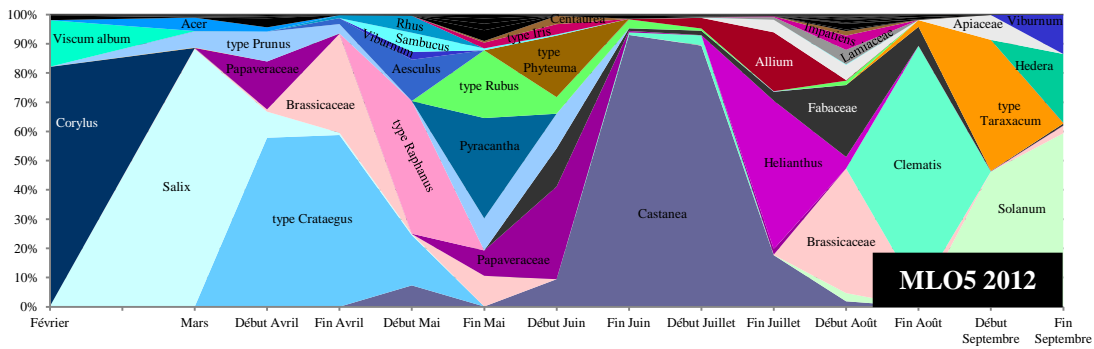 100%
90%
80%
70%
60%
50%
40%
30%
20%
10%
0%
Viscum album
Corylus
Acer
Salix
type Prunus
Papaveraceae
Brassicaceae
type Crataegus
Rhus
Sambucus
Viburnum
Aesculus
type Raphanus
type Iris
Centaurea
type
Phyteuma
type Rubus
Pyracantha
Papaveraceae
Castanea
Allium
Impatiens
Lamiaceae
Fabaceae
Helianthus
Brassicaceae
Clematis
Apiaceae
Viburnum
Hedera
type
Taraxacum
Solanum
MLO5 2012
Février
Mars
Début Avril
Fin Avril
Début Mai
Fin Mai
Début Juin
Fin Juin
Début Juillet
Fin Juillet
Début Août
Fin Août
Début
Septembre
Fin
Septembre